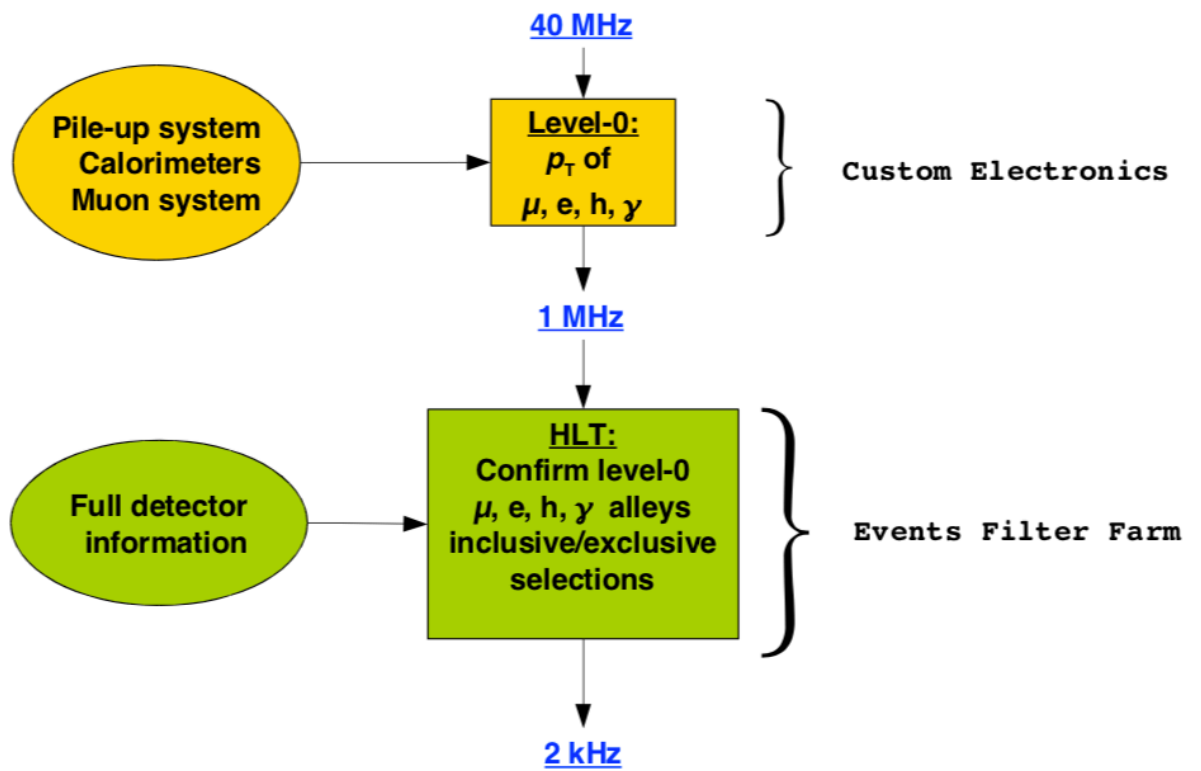 40 MHz
Pile-up system
Calorimeters
Muon system
Level-0:
pT of
μ, e, h, γ
Custom Electronics
1 MHz
Full detector
information
HLT:
Confirm level-0
μ, e, h, γ alleys
inclusive/exclusive
selections
Events Filter Farm
2 kHz